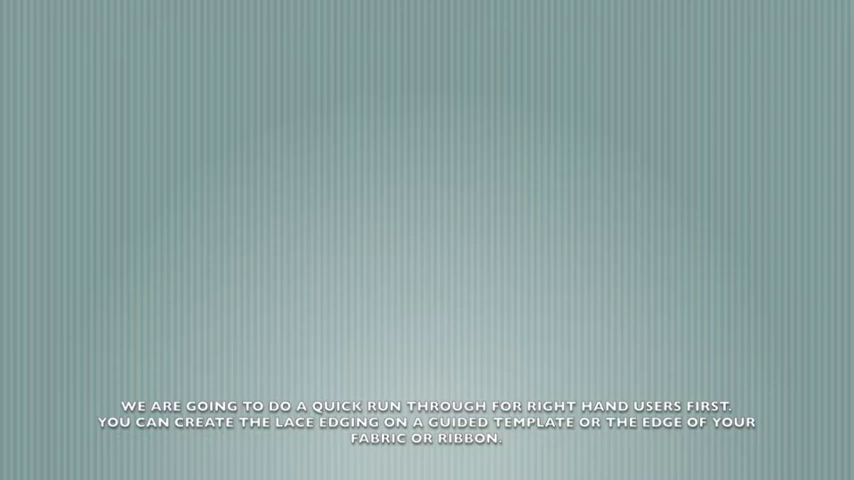 WE ARE GOING TO DO A QUICK RUN THROUGH FOR RIGHT HAND USERS FIRST.
YOU CAN CREATE THE LACE EDGING ON A GUIDED TEMPLATE OR THE EDGE OF YOUR
FABRIC OR RIBBON.